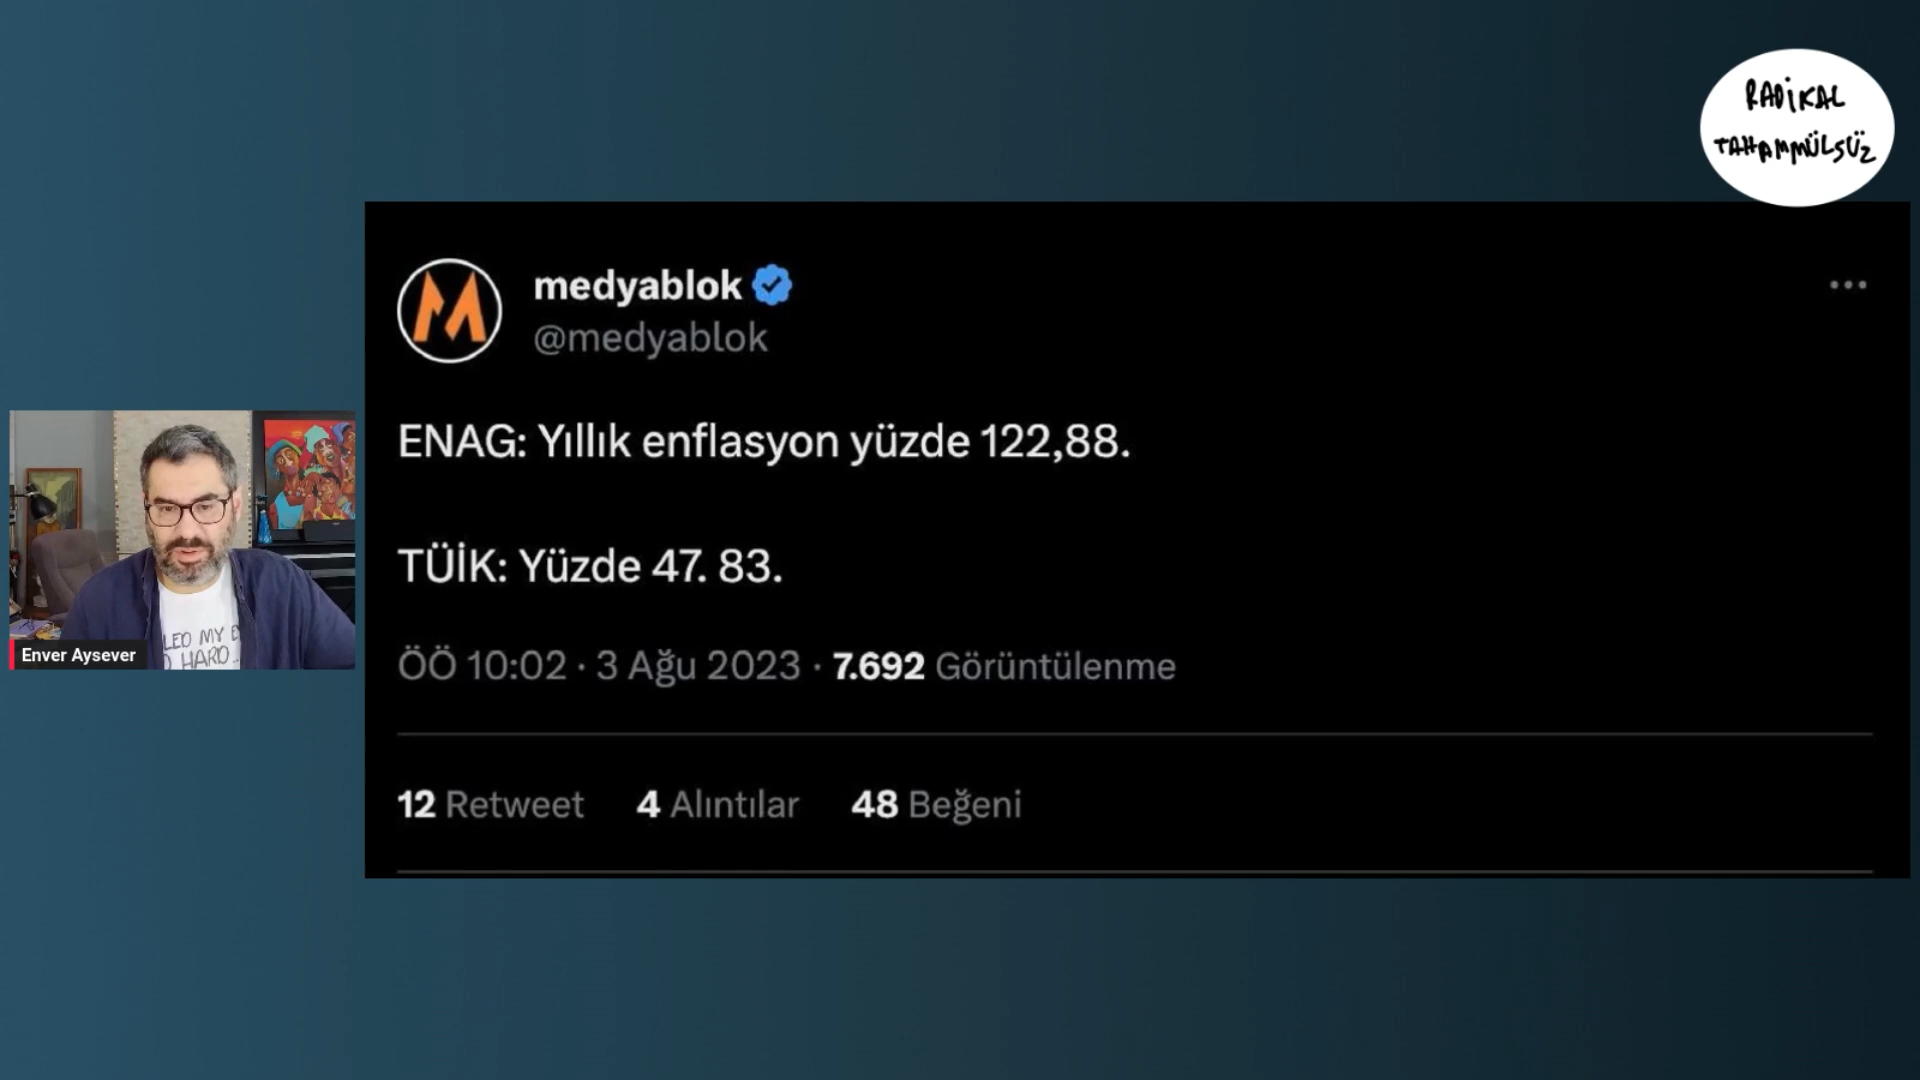 RADİKAL
TAHAMMÜLSÜZ
medyablok
@medyablok
ENAG: Yıllık enflasyon yüzde 122,88.
TÜİK: Yüzde 47. 83.
ÖÖ 10:02 · 3 Ağu 2023 · 7.692 Görüntülenme
12 Retweet 4 Alıntılar 48 Beğeni
LED MY
HARD..
Enver Aysever